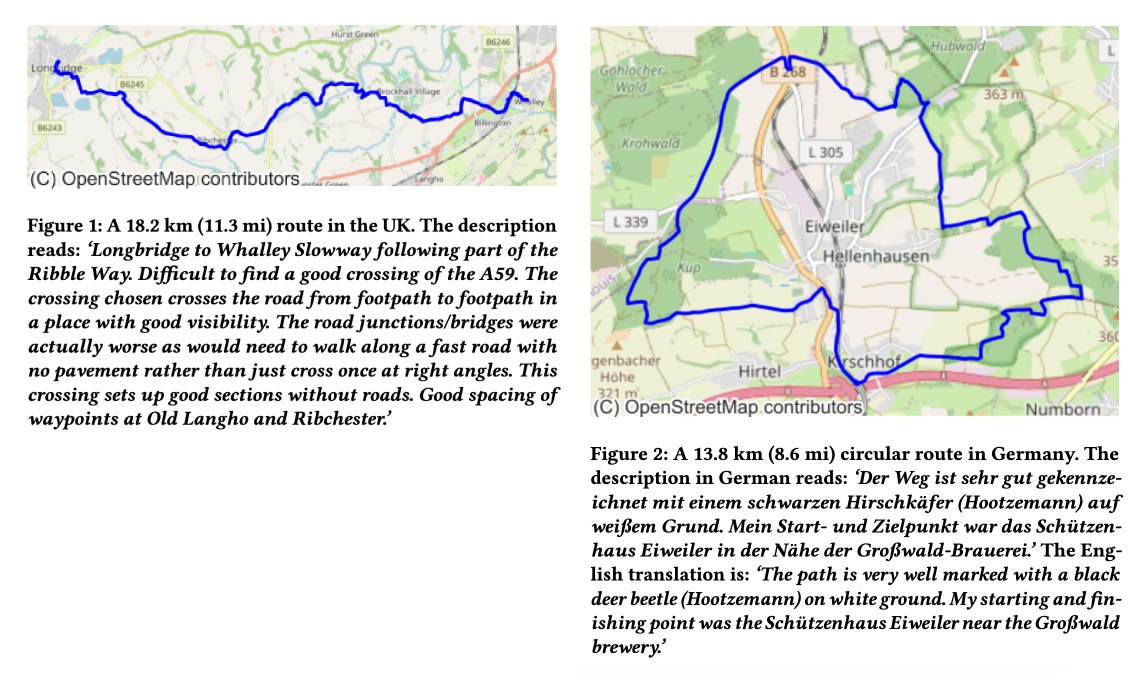 Hurst Green
B6246
Longridge
B6245
Brockhall Village
Whalley
B6243
Ribchester
Billington
Langho
(C) OpenStreetMap contributors
Figure 1: A 18.2 km (11.3 mi) route in the UK. The description
reads: ‘Longbridge to Whalley Slowway following part of the
Ribble Way. Difficult to find a good crossing of the A59. The
crossing chosen crosses the road from footpath to footpath in
a place with good visibility. The road junctions/bridges were
actually worse as would need to walk along a fast road with
no pavement rather than just cross once at right angles. This
crossing sets up good sections without roads. Good spacing of
waypoints at Old Langho and Ribchester.’
Hubwald
L
Gohlocher
Wald
B 268
363 m
Krohwald
L 305
L 339
Eiweiler
Hellenhausen
Kup
35
genbacher
Höhe
321 m
Hirtel
Kirschhof
360
Numborn
(C) OpenStreetMap contributors
Figure 2: A 13.8 km (8.6 mi) circular route in Germany. The
description in German reads: ‘Der Weg ist sehr gut gekennze-
ichnet mit einem schwarzen Hirschkäfer (Hootzemann) auf
weißem Grund. Mein Start- und Zielpunkt war das Schützen-
haus Eiweiler in der Nähe der Großwald-Brauerei.’ The Eng-
lish translation is: ‘The path is very well marked with a black
deer beetle (Hootzemann) on white ground. My starting and fin-
ishing point was the Schützenhaus Eiweiler near the Großwald
brewery.’